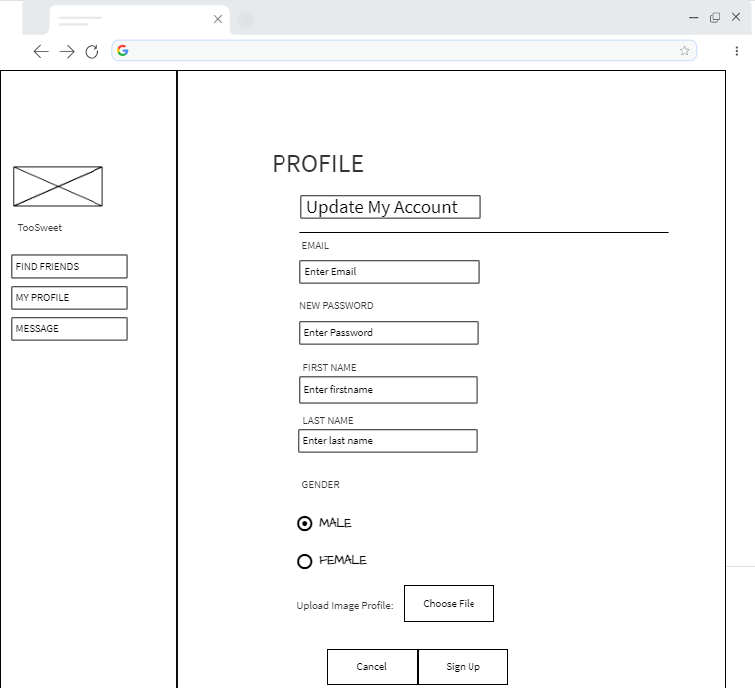 PROFILE
Update My Account
TooSweet
EMAIL
FIND FRIENDS
Enter Email
MY PROFILE
NEW PASSWORD
MESSAGE
Enter Password
FIRST NAME
Enter firstname
LAST NAME
Enter last name
GENDER
MALE
FEMALE
Upload Image Profile:
Choose File
Cancel
Sign Up